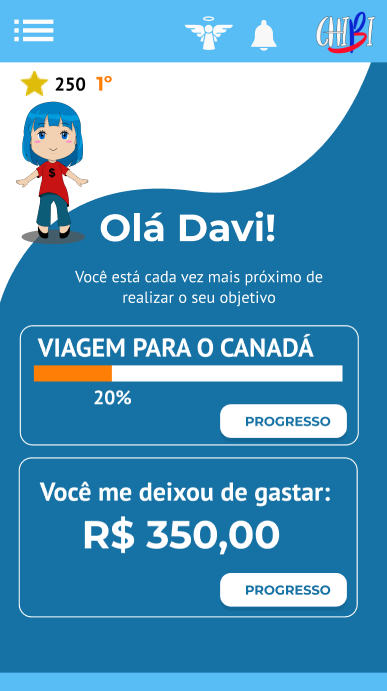 CHIBI
250 1º
$
Olá Davi!
Você está cada vez mais próximo de
realizar o seu objetivo
VIAGEM PARA O CANADÁ
20%
PROGRESSO
Você me deixou de gastar:
R$ 350,00
PROGRESSO